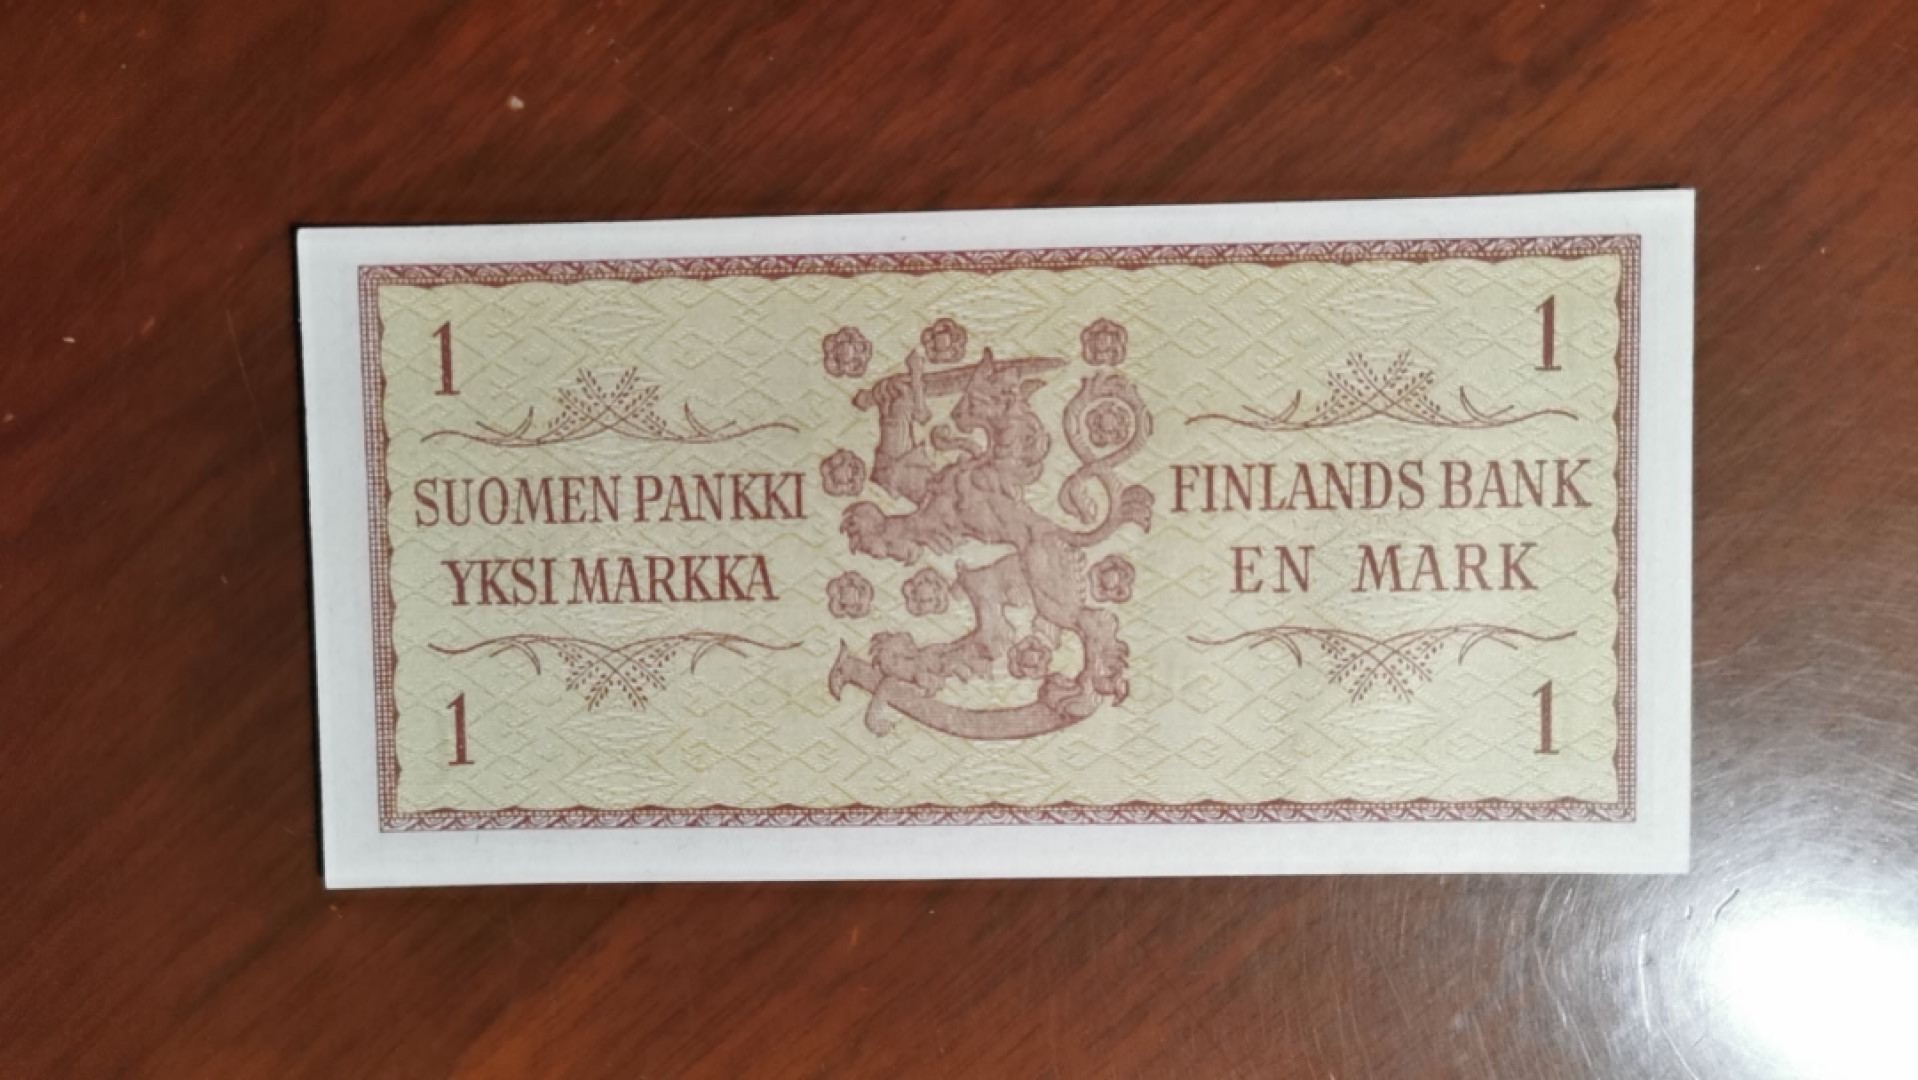 1
1
SUOMEN PANKKI
YKSI MARKKA
FINLANDS BANK
EN MARK
1
1